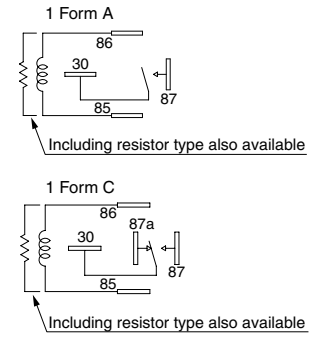 1 Form A
86
30
85
87
Including resistor type also available
1 Form C
86
87a
30
85
87
Including resistor type also available